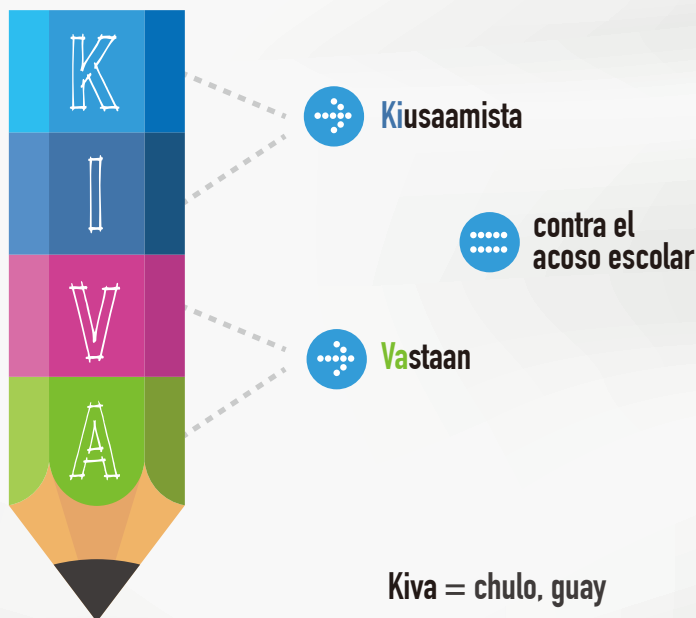 K
I
V
A
Kiusaamista
contra el
acoso escolar
Vastaan
Kiva = chulo, guay